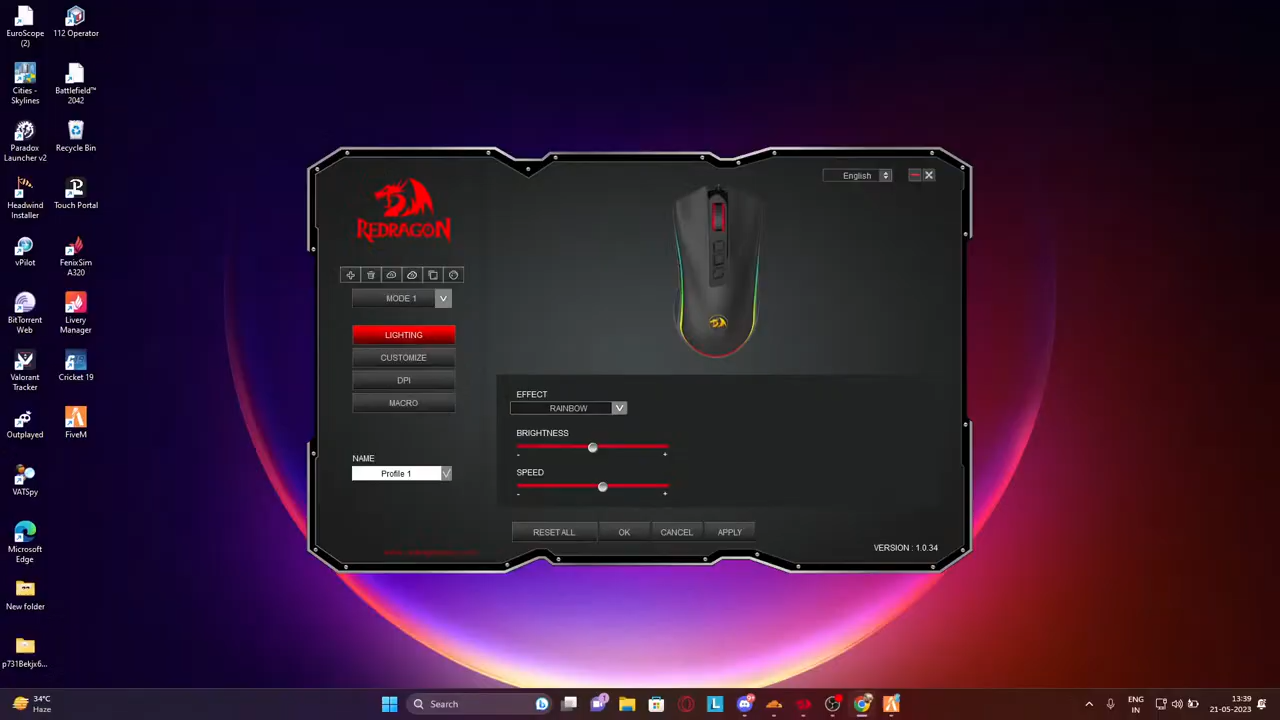 EuroScope
(2)
112 Operator
Cities -
Skylines
Battlefield™
2042
Paradox
Launcher v2
Recycle Bin
Headwind
Installer
Touch Portal
vPilot
FenixSim
A320
BitTorrent
Web
Livery
Manager
Valorant
Tracker
Cricket 19
Outplayed
FiveM
VATSpy
Microsoft
Edge
New folder
p731Bekjx6...
English
REDRAGON
MODE 1
LIGHTING
CUSTOMIZE
DPI
MACRO
NAME
Profile 1
EFFECT
RAINBOW
BRIGHTNESS
- +
SPEED
- +
RESET ALL OK CANCEL APPLY
VERSION : 1.0.34
34°C
Haze
Search
ENG
IN
13:39
21-05-2023